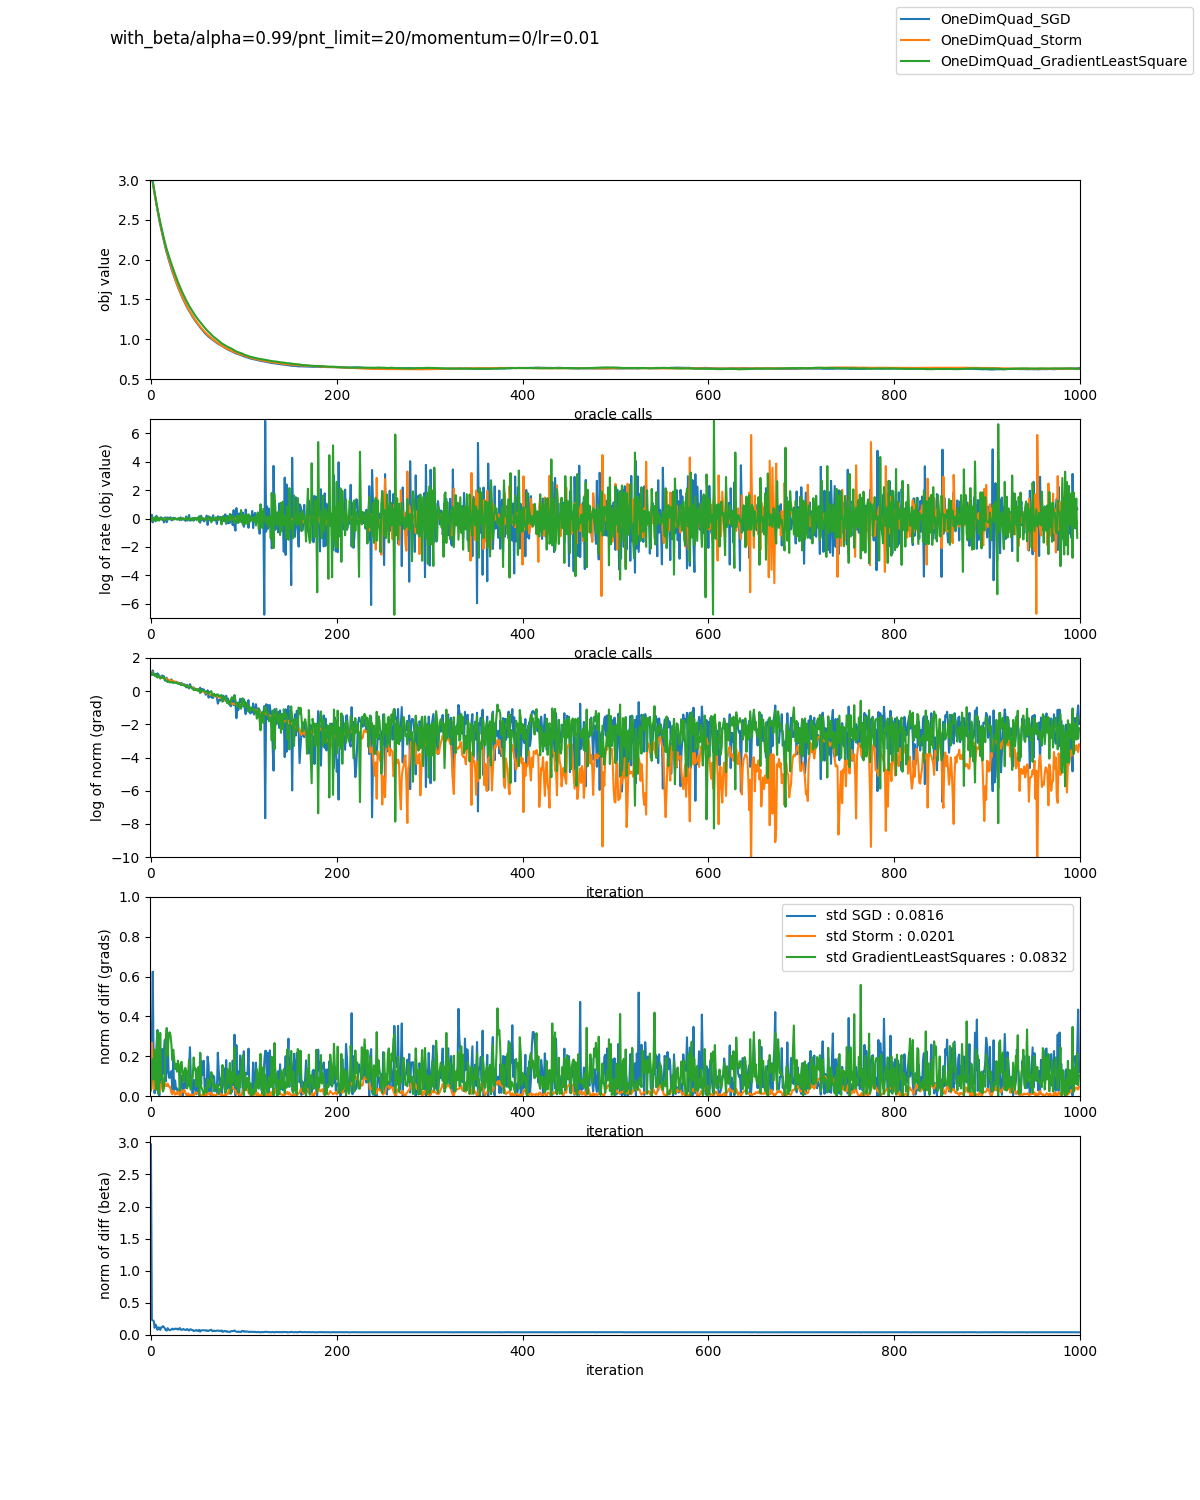 with_beta/alpha=0.99/pnt_limit=20/momentum=0/lr=0.01
OneDimQuad_SGD
OneDimQuad_Storm
OneDimQuad_GradientLeastSquare
obj value
3.0
2.5
2.0
1.5
1.0
0.5
0 200 400 600 800 1000
oracle calls
log of rate (obj value)
6
4
2
0
−2
−4
−6
0 200 400 600 800 1000
oracle calls
log of norm (grad)
2
0
−2
−4
−6
−8
−10
0 200 400 600 800 1000
iteration
norm of diff (grads)
1.0
0.8
0.6
0.4
0.2
0.0
std SGD : 0.0816
std Storm : 0.0201
std GradientLeastSquares : 0.0832
0 200 400 600 800 1000
iteration
norm of diff (beta)
3.0
2.5
2.0
1.5
1.0
0.5
0.0
0 200 400 600 800 1000
iteration